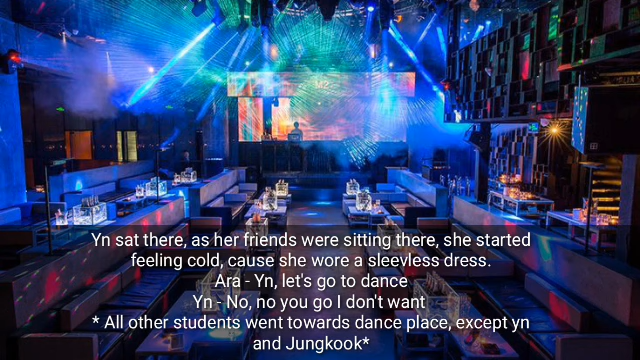 Yn sat there, as her friends were sitting there, she started
feeling cold, cause she wore a sleevless dress.
Ara - Yn, let's go to dance
Yn - No, no you go I don't want
* All other students went towards dance place, except yn
and Jungkook*